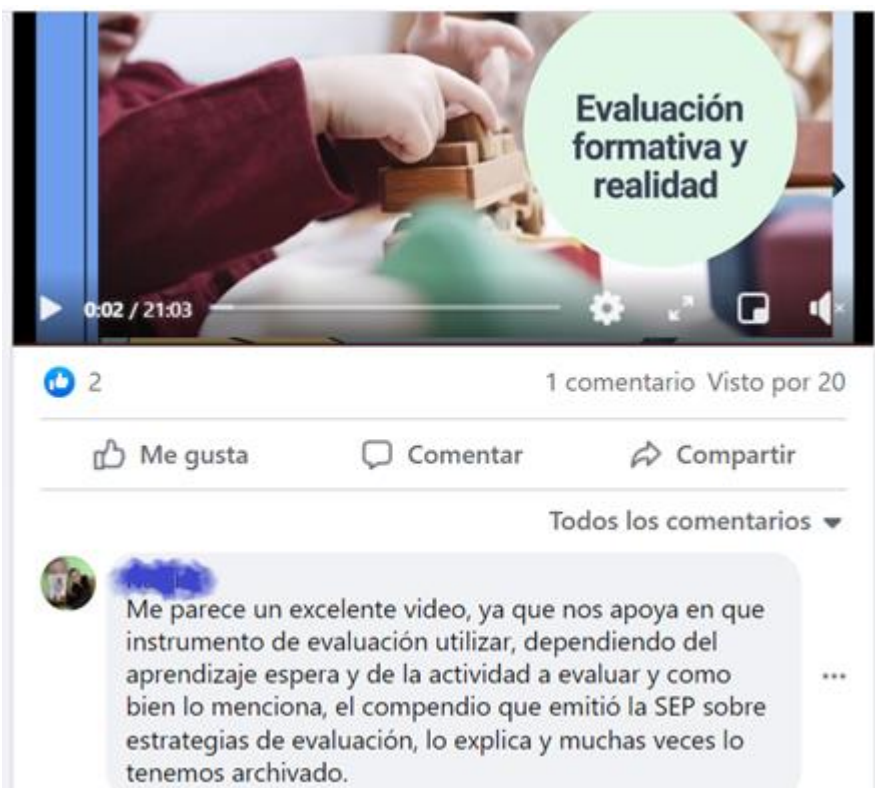 Evaluación
formativa y
realidad
0:02 / 21:03
2
1 comentario Visto por 20
Me gusta
Comentar
Compartir
Todos los comentarios
Me parece un excelente video, ya que nos apoya en que
instrumento de evaluación utilizar, dependiendo del
aprendizaje espera y de la actividad a evaluar y como
bien lo menciona, el compendio que emitió la SEP sobre
estrategias de evaluación, lo explica y muchas veces lo
tenemos archivado.